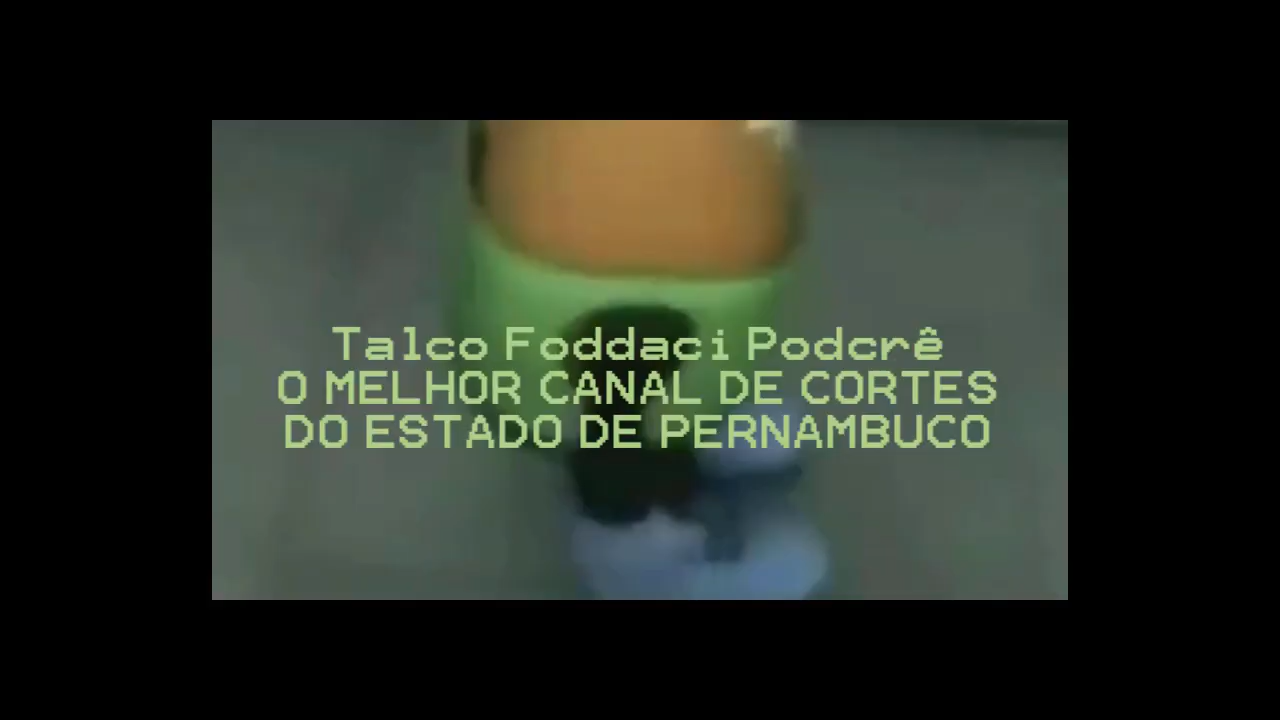 Talco Foddaci Podcrê
O MELHOR CANAL DE CORTES
DO ESTADO DE PERNAMBUCO